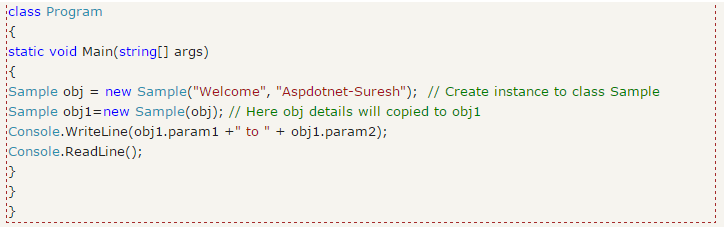 class Program
{
static void Main(string[] args)
{
Sample obj = new Sample("Welcome", "Aspdotnet-Suresh");  // Create instance to class Sample
Sample obj1=new Sample(obj); // Here obj details will copied to obj1
Console.WriteLine(obj1.param1 +" to " + obj1.param2);
Console.ReadLine();
}
}
}